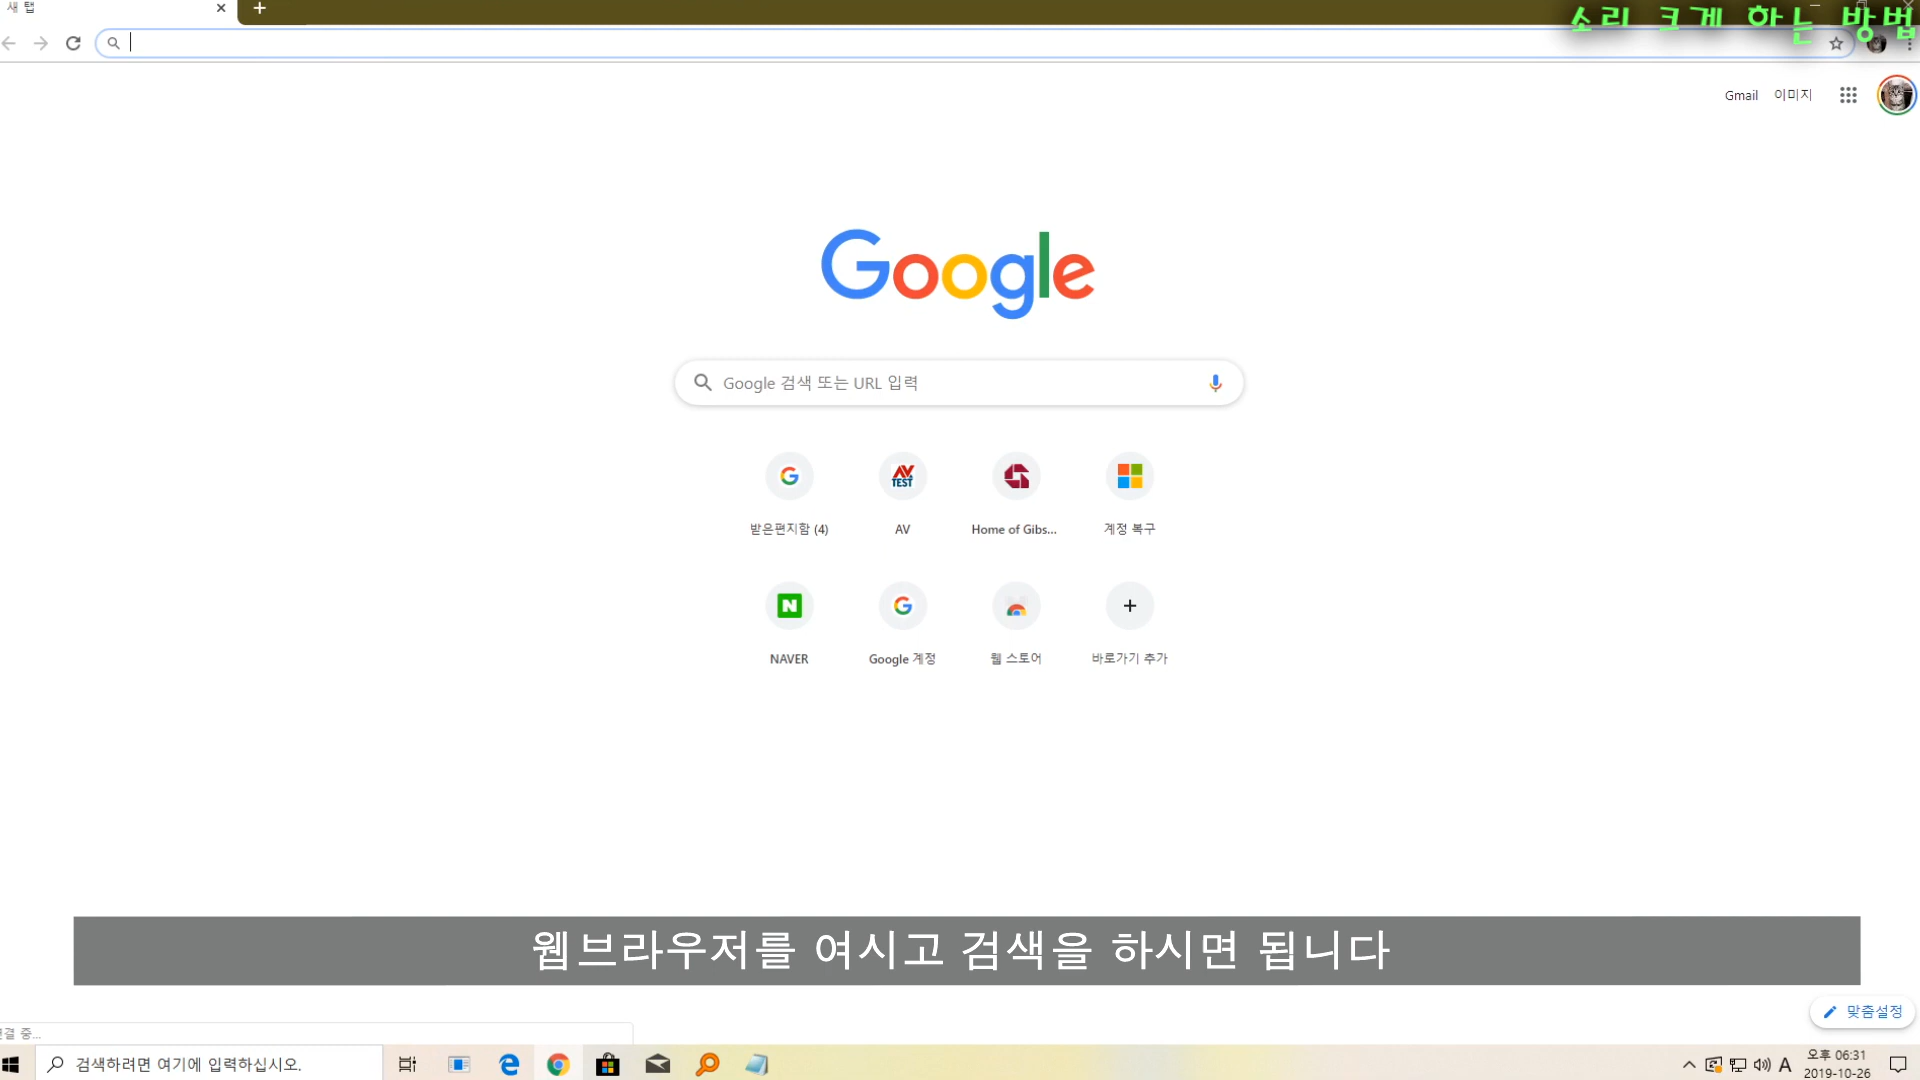 새 탭
소리 크게 하는 방법
Gmail 이미지
Google
Google 검색 또는 URL 입력
받은편지함 (4)
AV TEST
AV
Home of Gibs...
계정 복구
N
NAVER
Google 계정
웹 스토어
바로가기 추가
웹브라우저를 여시고 검색을 하시면 됩니다
맞춤설정
중...
검색하려면 여기에 입력하십시오.
A
오후 06:31
2019-10-26